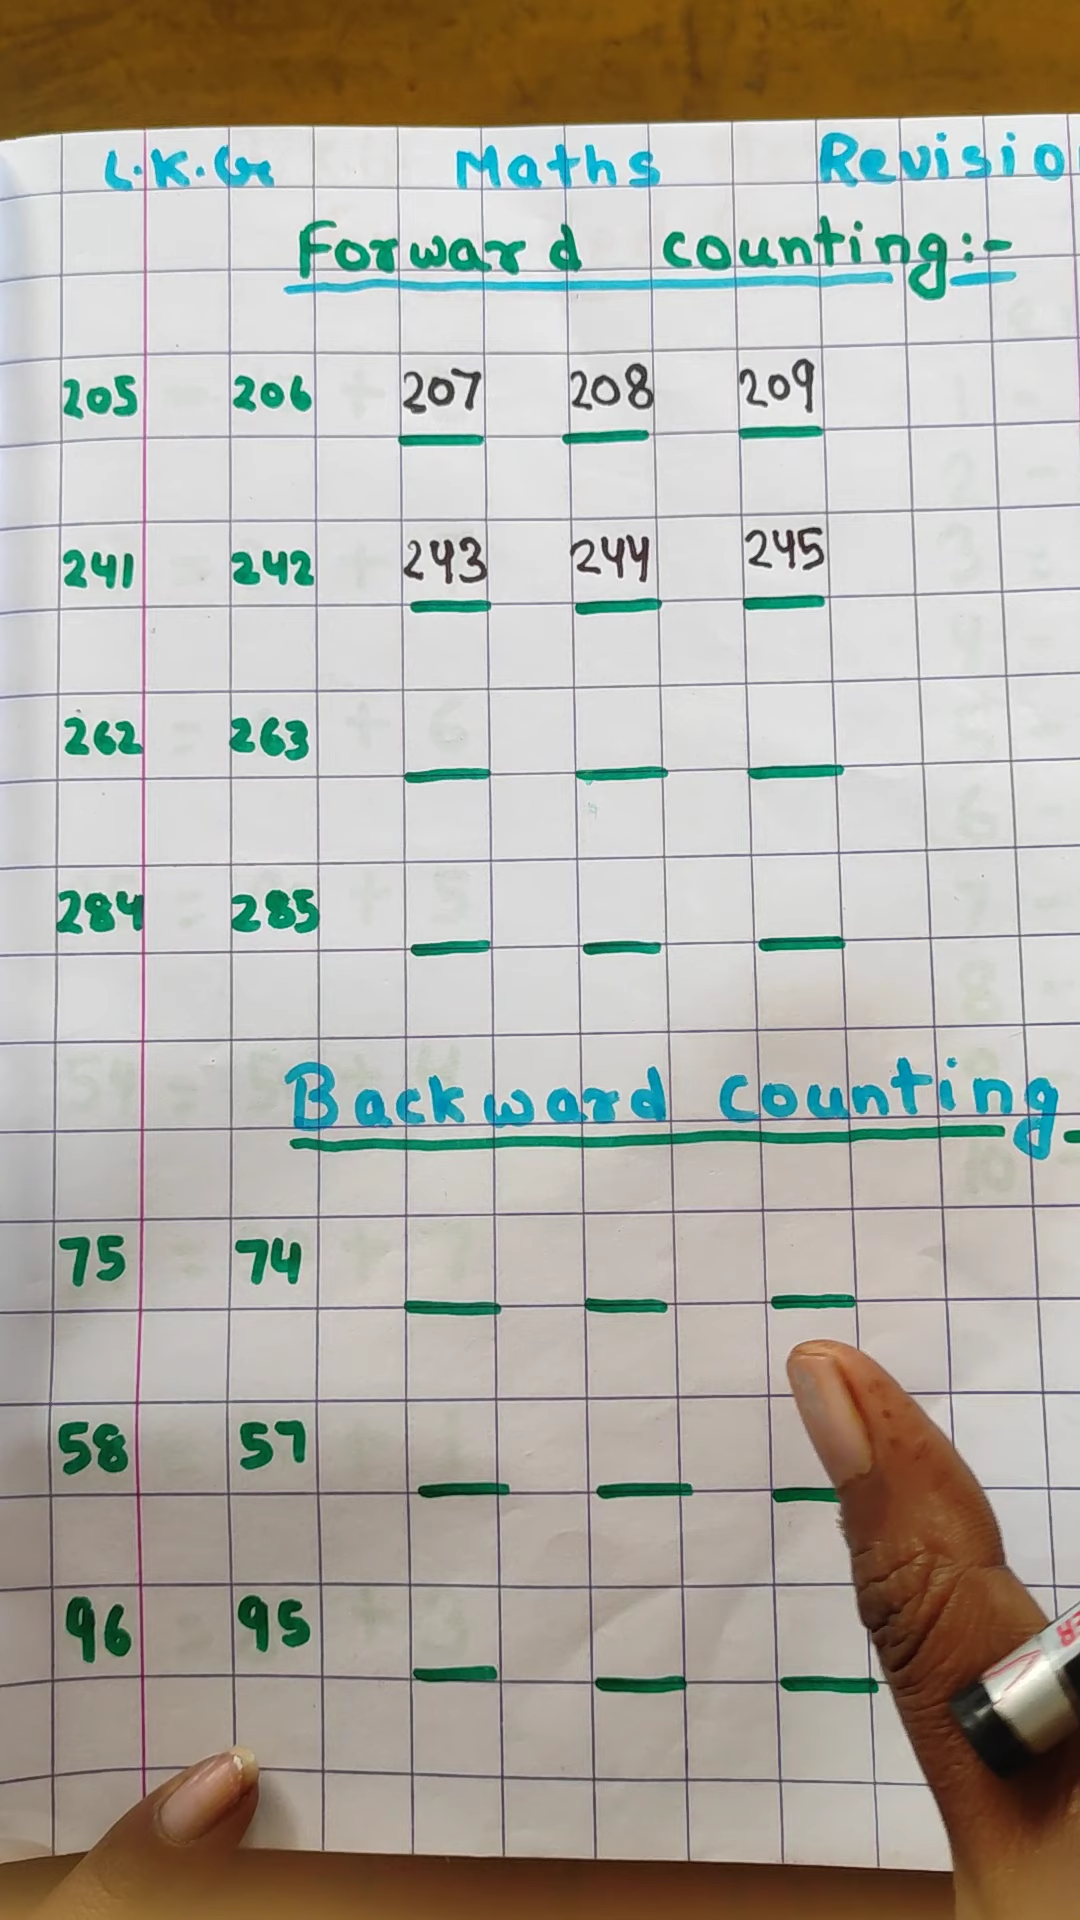 L.K.G Maths Revisio
Forward counting:-
205 206 207 208 209
241 242 243 244 245
262 263
284 285
Backward counting
75 74
58 57
96 95